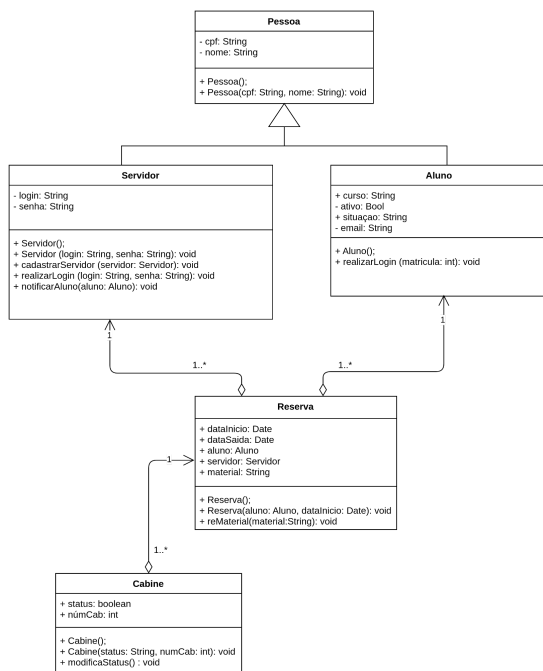 Pessoa
- cpf: String
- nome: String
+ Pessoa();
+ Pessoa(cpf: String, nome: String): void
Servidor
- login: String
- senha: String
+ Servidor();
+ Servidor (login: String, senha: String): void
+ cadastrarServidor (servidor: Servidor): void
+ realizarLogin (login: String, senha: String): void
+ notificarAluno(aluno: Aluno): void
Aluno
+ curso: String
- ativo: Bool
+ situaçao: String
- email: String
+ Aluno();
+ realizarLogin (matricula: int): void
1
1
1..*
1..*
Reserva
+ dataInicio: Date
+ dataSaida: Date
+ aluno: Aluno
+ servidor: Servidor
+ material: String
+ Reserva();
+ Reserva(aluno: Aluno, dataInicio: Date): void
+ reMaterial(material:String): void
1
1..*
Cabine
+ status: boolean
+ númCab: int
+ Cabine();
+ Cabine(status: String, numCab: int): void
+ modificaStatus() : void